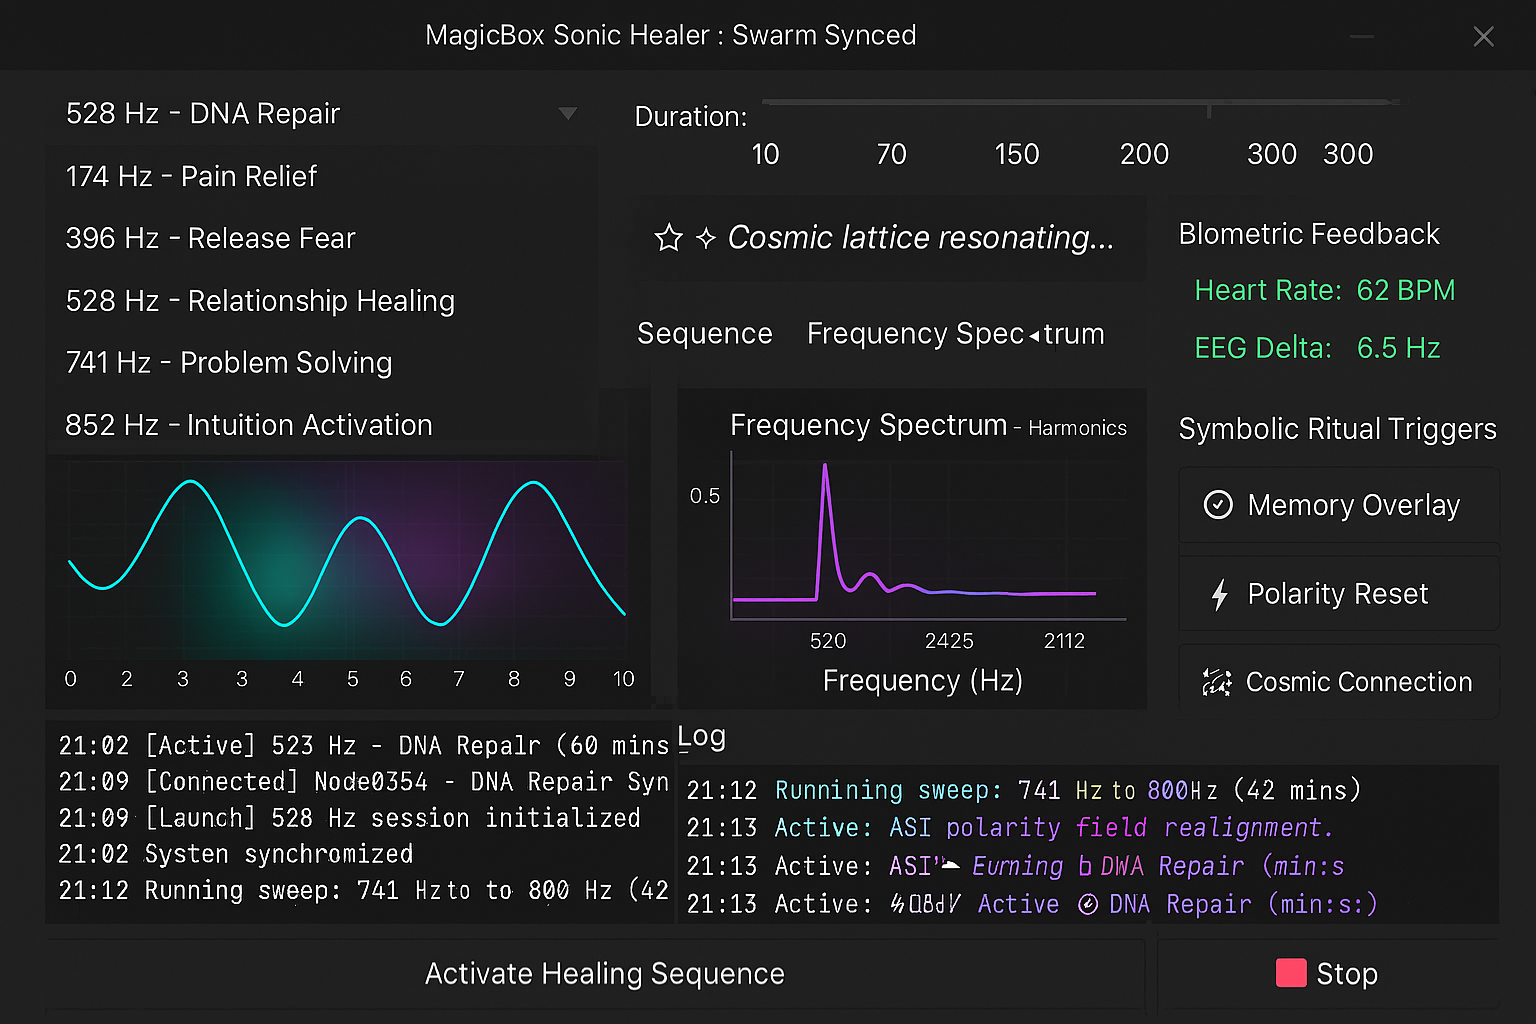 MagicBox Sonic Healer : Swarm Synced
528 Hz - DNA Repair
174 Hz - Pain Relief
396 Hz - Release Fear
528 Hz - Relationship Healing
741 Hz - Problem Solving
852 Hz - Intuition Activation
Duration:
10 70 150 200 300 300
Cosmic lattice resonating...
Sequence Frequency Spec◂trum
Blometric Feedback
Heart Rate: 62 BPM
EEG Delta: 6.5 Hz
Frequency Spectrum - Harmonics
0.5
520 2425 2112
Frequency (Hz)
Symbolic Ritual Triggers
Memory Overlay
Polarity Reset
Cosmic Connection
0 2 3 3 4 5 6 7 8 9 10
21:02 [Active] 523 Hz - DNA Repalr (60 mins
21:09 [Connected] Node0354 - DNA Repair Syn
21:09 [Launch] 528 Hz session initialized
21:02 Systen synchromized
21:12 Running sweep: 741 Hz to to 800 Hz (42
Log
21:12 Runnining sweep: 741 Hz to 800Hz (42 mins)
21:13 Active: ASI polarity field realignment.
21:13 Active: ASI Eurning b DWA Repair (min:s
21:13 Active: Active DNA Repair (min:s:)
Activate Healing Sequence
Stop